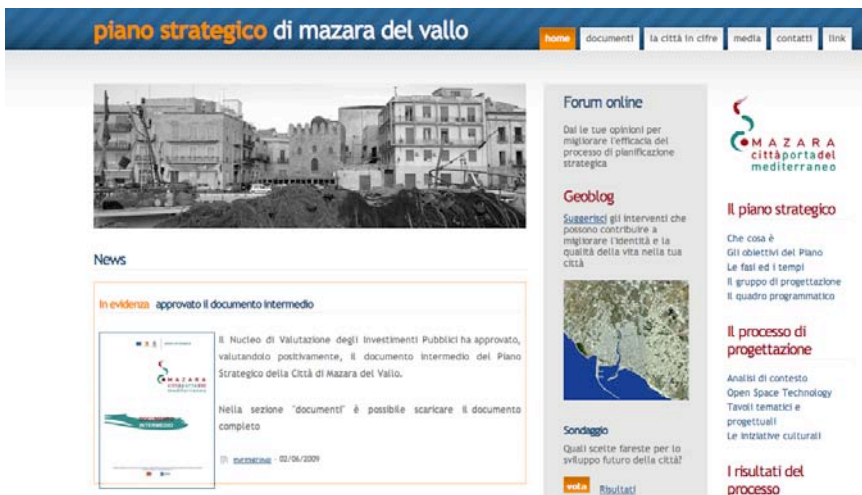 piano strategico di mazara del vallo
home documenti la città in cifre media contatti link
News
In evidenza approvato il documento intermedio
MAZARA
cittàportadel
mediterraneo
DOCUMENTO
INTERMEDIO
Il Nucleo di Valutazione degli Investimenti Pubblici ha approvato,
valutandolo positivamente, il documento intermedio del Piano
Strategico della Città di Mazara del Vallo.
Nella sezione "documenti" è possibile scaricare il documento
completo
euresgroup - 02/06/2009
Forum online
Dai le tue opinioni per
migliorare l'efficacia del
processo di pianificazione
strategica
Geoblog
Suggerisci gli interventi che
possono contribuire a
migliorare l'identità e la
qualità della vita nella tua
città
Sondaggio
Quali scelte fareste per lo
sviluppo futuro della città?
vota Risultati
MAZARA
cittàportadel
mediterraneo
Il piano strategico
Che cosa è
Gli obiettivi del Piano
Le fasi ed i tempi
Il gruppo di progettazione
Il quadro programmatico
Il processo di
progettazione
Analisi di contesto
Open Space Technology
Tavoli tematici e
progettuali
Le iniziative culturali
I risultati del
processo